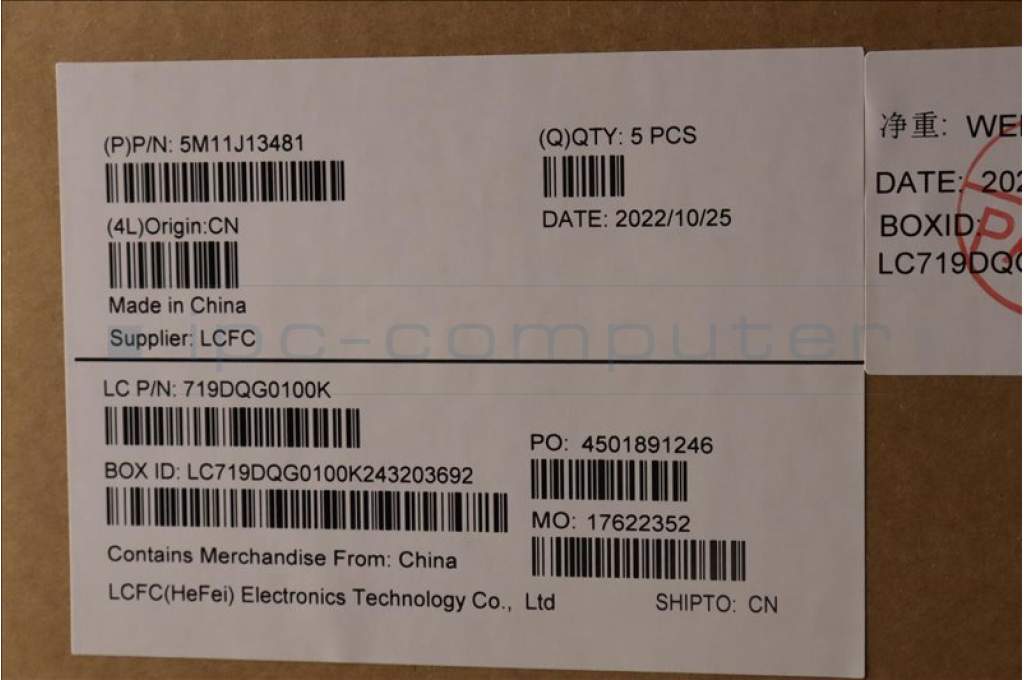 (P)P/N: 5M11J13481
(Q)QTY: 5 PCS
(4L)Origin:CN
DATE: 2022/10/25
Made in China
Supplier: LCFC
ipc-computer
LC P/N: 719DQG0100K
PO: 4501891246
BOX ID: LC719DQG0100K243203692
MO: 17622352
Contains Merchandise From: China
LCFC(HeFei) Electronics Technology Co., Ltd
SHIPTO: CN
净重:
DATE:
BOXID: